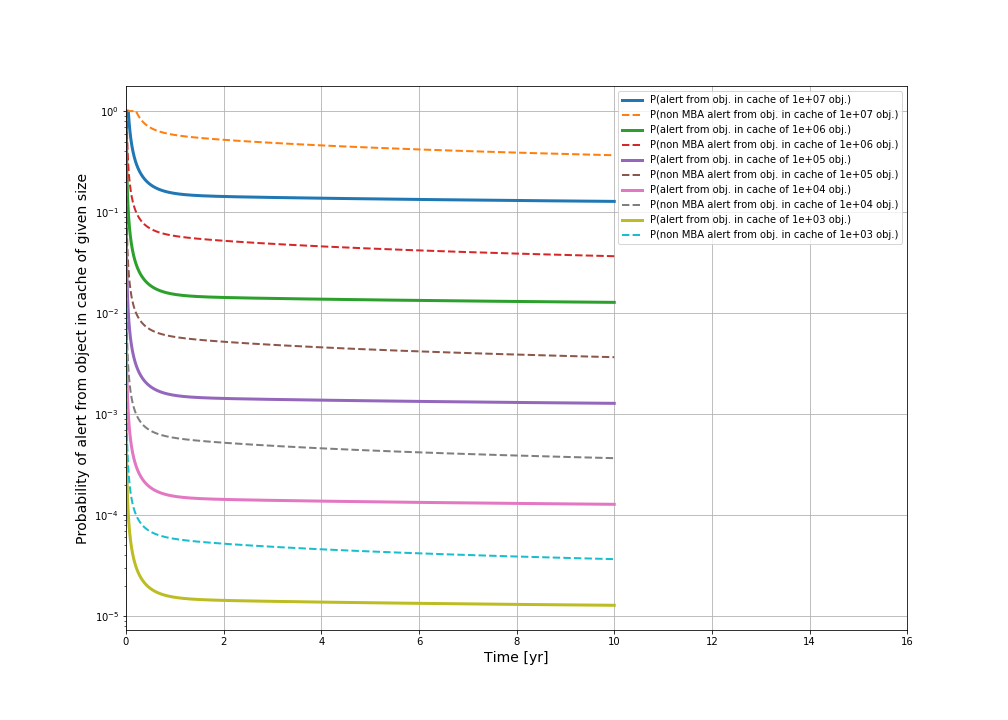 P(alert from obj. in cache of 1e+07 obj.)
P(non MBA alert from obj. in cache of 1e+07 obj.)
P(alert from obj. in cache of 1e+06 obj.)
P(non MBA alert from obj. in cache of 1e+06 obj.)
P(alert from obj. in cache of 1e+05 obj.)
P(non MBA alert from obj. in cache of 1e+05 obj.)
P(alert from obj. in cache of 1e+04 obj.)
P(non MBA alert from obj. in cache of 1e+04 obj.)
P(alert from obj. in cache of 1e+03 obj.)
P(non MBA alert from obj. in cache of 1e+03 obj.)
Probability of alert from object in cache of given size
10⁰
10⁻¹
10⁻²
10⁻³
10⁻⁴
10⁻⁵
0 2 4 6 8 10 12 14 16
Time [yr]